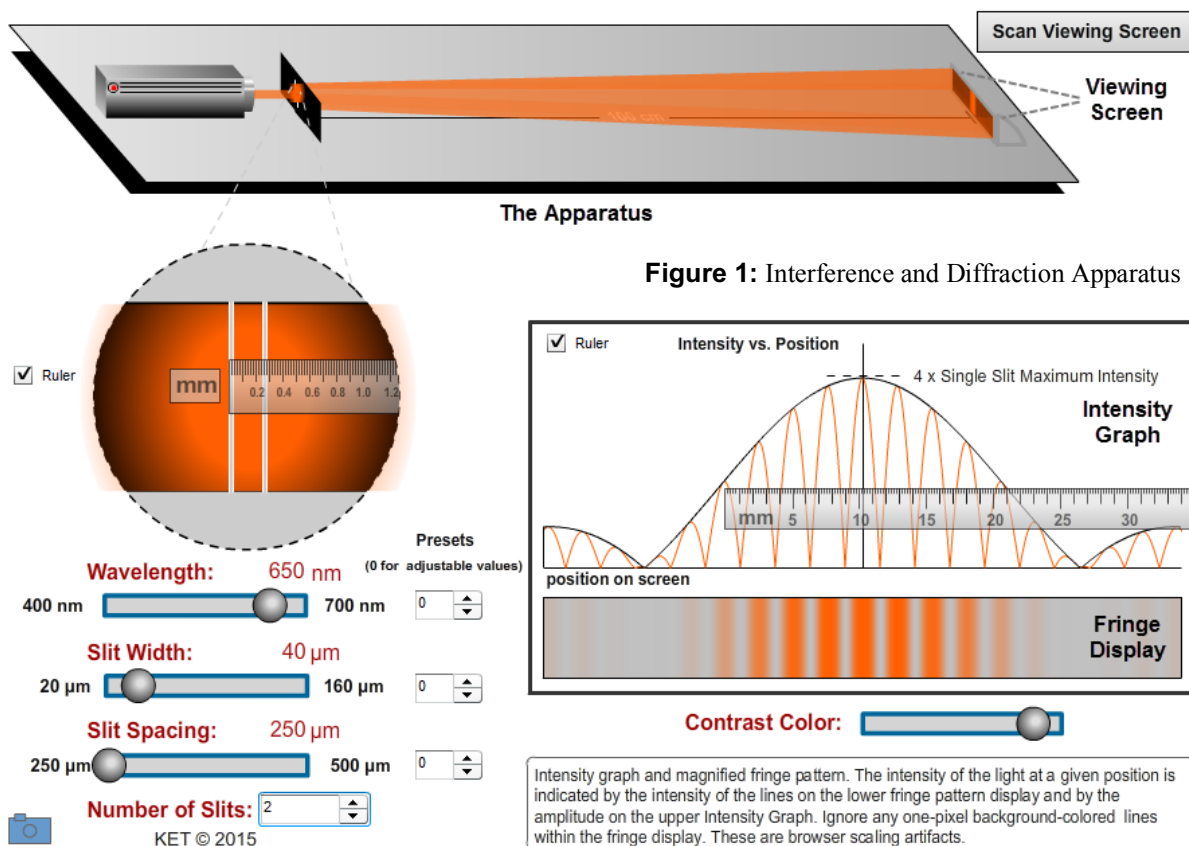 Scan Viewing Screen
Viewing
Screen
100 cm
The Apparatus
Figure 1: Interference and Diffraction Apparatus
Ruler
mm
0.2 0.4 0.6 0.8 1.0 1.2
Ruler
Intensity vs. Position
4 x Single Slit Maximum Intensity
Intensity
Graph
mm 5 10 15 20 25 30
position on screen
Fringe
Display
Presets
(0 for adjustable values)
Wavelength: 650 nm
400 nm 700 nm 0
Slit Width: 40 µm
20 µm 160 µm 0
Slit Spacing: 250 µm
250 µm 500 µm 0
Number of Slits: 2
KET © 2015
Contrast Color:
Intensity graph and magnified fringe pattern. The intensity of the light at a given position is
indicated by the intensity of the lines on the lower fringe pattern display and by the
amplitude on the upper Intensity Graph. Ignore any one-pixel background-colored lines
within the fringe display. These are browser scaling artifacts.